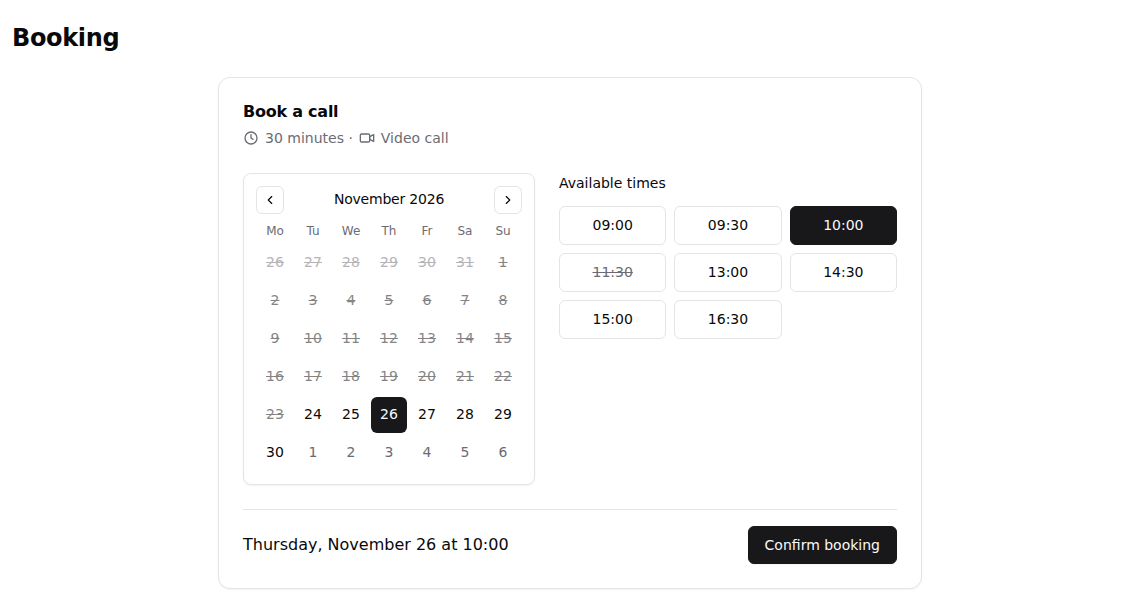 Booking
Book a call
30 minutes · Video call
November 2026
Mo Tu We Th Fr Sa Su
26 27 28 29 30 31 1
2 3 4 5 6 7 8
9 10 11 12 13 14 15
16 17 18 19 20 21 22
23 24 25 26 27 28 29
30 1 2 3 4 5 6
Available times
09:00 09:30 10:00
11:30 13:00 14:30
15:00 16:30
Thursday, November 26 at 10:00
Confirm booking